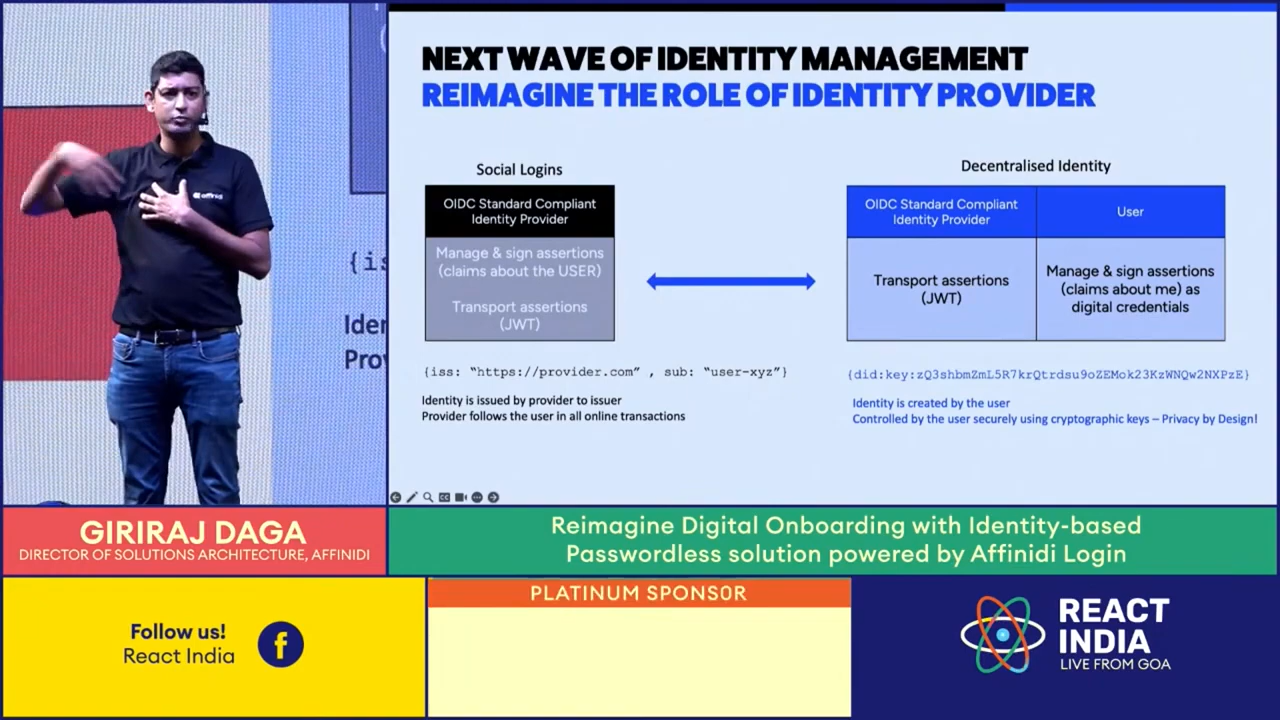 NEXT WAVE OF IDENTITY MANAGEMENT
REIMAGINE THE ROLE OF IDENTITY PROVIDER
Social Logins
OIDC Standard Compliant
Identity Provider
Manage & sign assertions
(claims about the USER)
Transport assertions
(JWT)
{iss: “https://provider.com” , sub: “user-xyz”}
Identity is issued by provider to issuer
Provider follows the user in all online transactions
Decentralised Identity
OIDC Standard Compliant
Identity Provider
User
Transport assertions
(JWT)
Manage & sign assertions
(claims about me) as
digital credentials
{did:key:zQ3shbmZmL5R7krQtrdsu9oZEMok23KzWNQw2NXPzE}
Identity is created by the user
Controlled by the user securely using cryptographic keys – Privacy by Design!
affinidi
{is
Iden
Prov
GIRIRAJ DAGA
DIRECTOR OF SOLUTIONS ARCHITECTURE, AFFINIDI
Reimagine Digital Onboarding with Identity-based
Passwordless solution powered by Affinidi Login
Follow us!
React India
f
PLATINUM SPONS0R
REACT
INDIA
LIVE FROM GOA